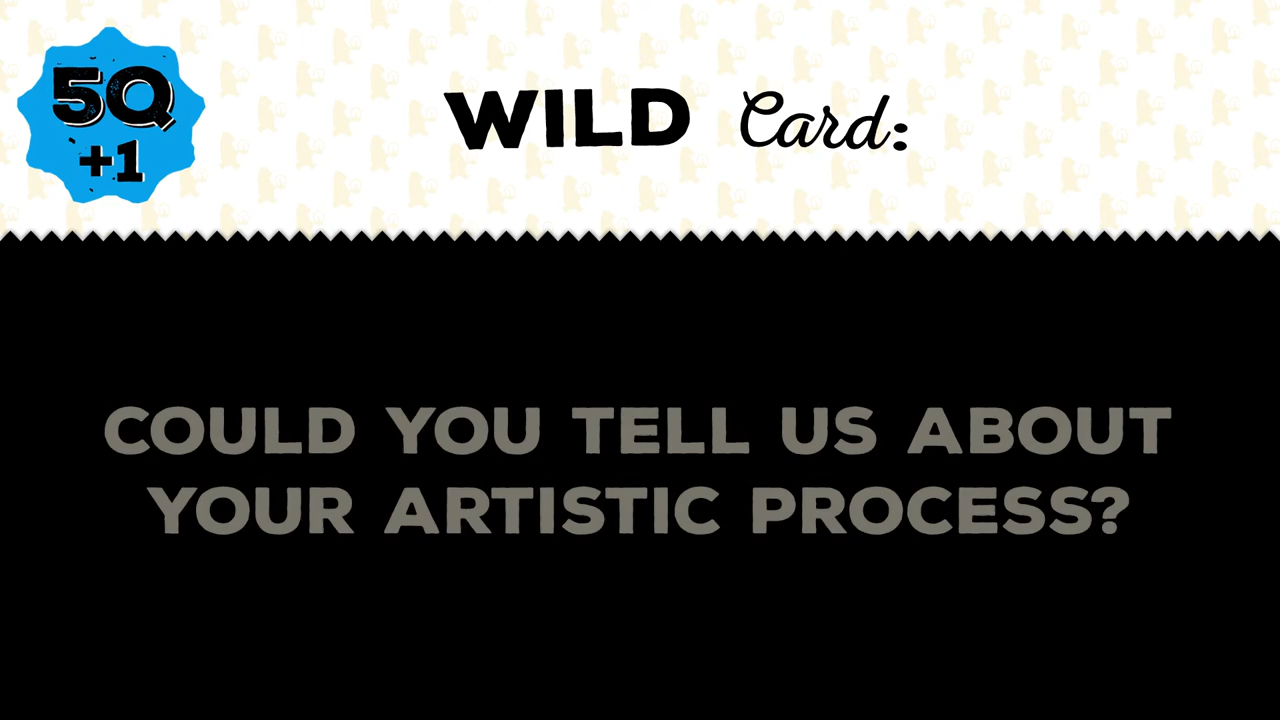 5Q
+1
WILD Card:
COULD YOU TELL US ABOUT
YOUR ARTISTIC PROCESS?